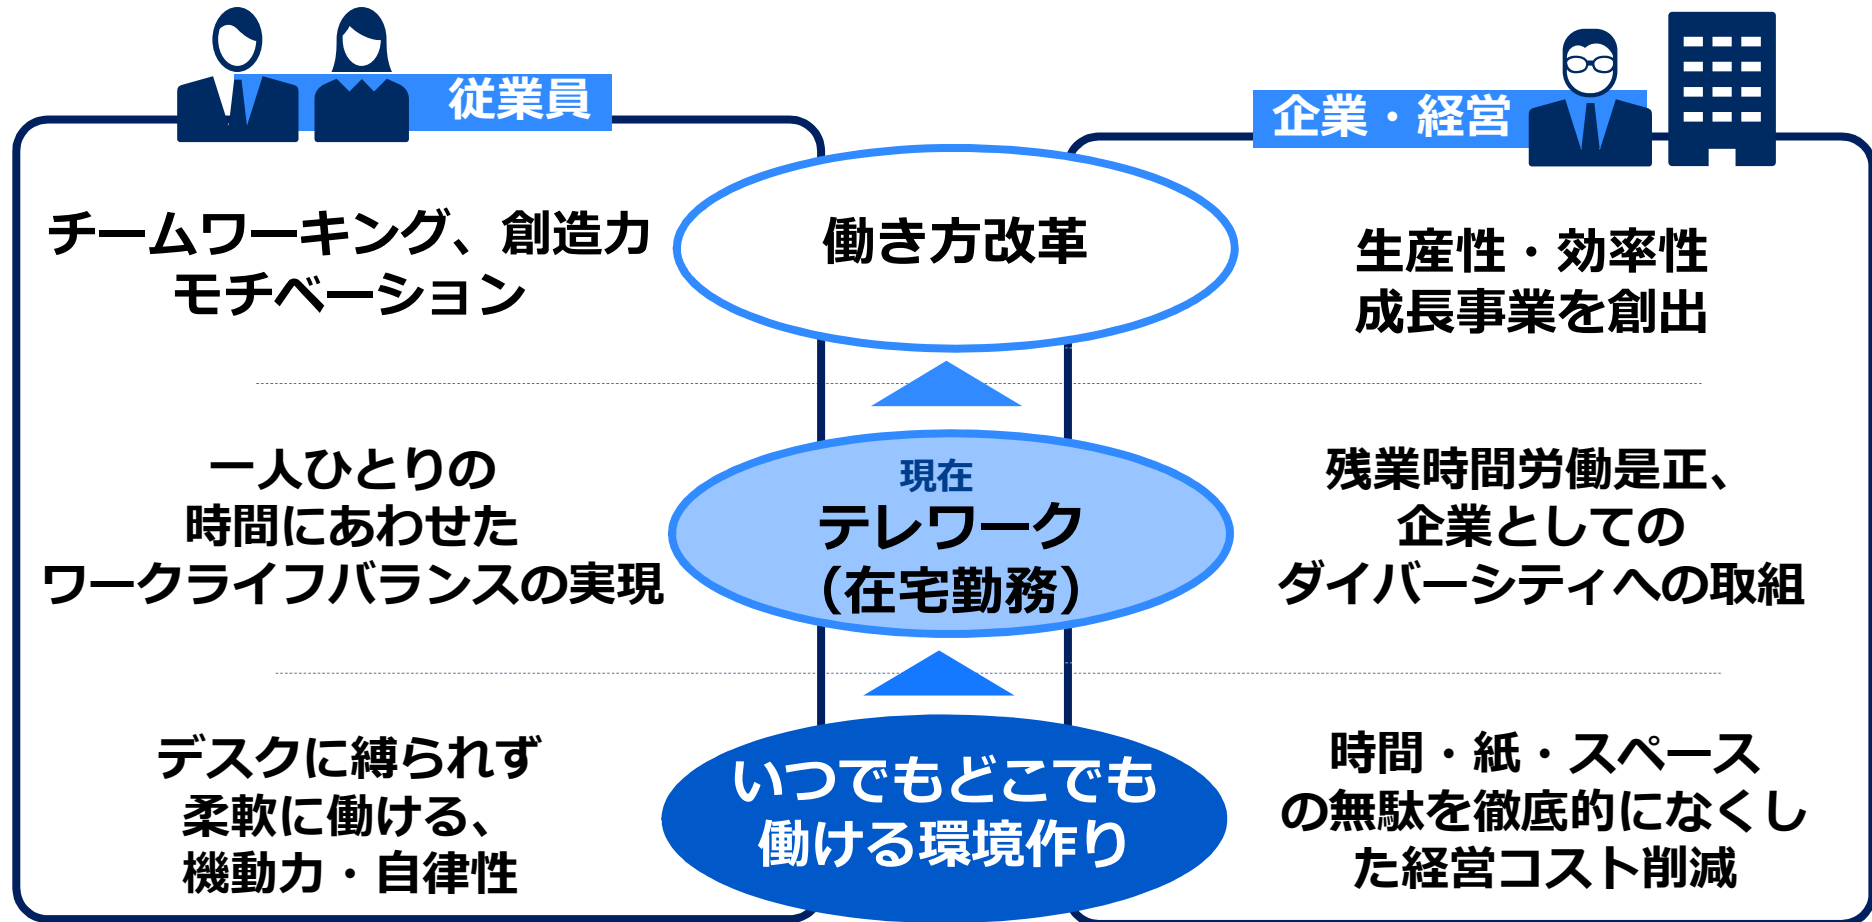 従業員
企業・経営
チームワーキング、創造力
モチベーション
働き方改革
生産性・効率性
成長事業を創出
一人ひとりの
時間にあわせた
ワークライフバランスの実現
現在
テレワーク
（在宅勤務）
残業時間労働是正、
企業としての
ダイバーシティへの取組
デスクに縛られず
柔軟に働ける、
機動力・自律性
いつでもどこでも
働ける環境作り
時間・紙・スペース
の無駄を徹底的になくし
た経営コスト削減